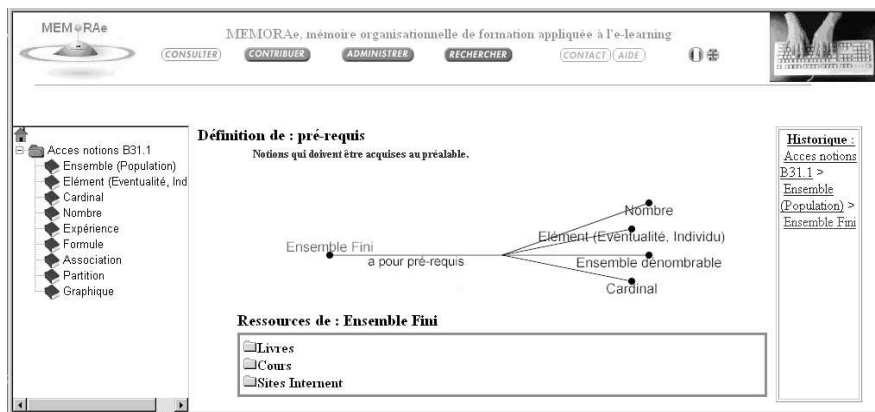 MEMORAe
MEMORAe, mémoire organisationnelle de formation appliquée à l'e-learning
CONSULTER CONTRIBUER ADMINISTRER RECHERCHER CONTACT AIDE
Acces notions B31.1
Ensemble (Population)
Elément (Eventualité, Ind
Cardinal
Nombre
Expérience
Formule
Association
Partition
Graphique
Définition de : pré-requis
Notions qui doivent être acquises au préalable.
Ensemble Fini
a pour pré-requis
Nombre
Elément (Eventualité, Individu)
Ensemble dénombrable
Cardinal
Ressources de : Ensemble Fini
Livres
Cours
Sites Internent
Historique :
Acces notions
B31.1 >
Ensemble
(Population) >
Ensemble Fini